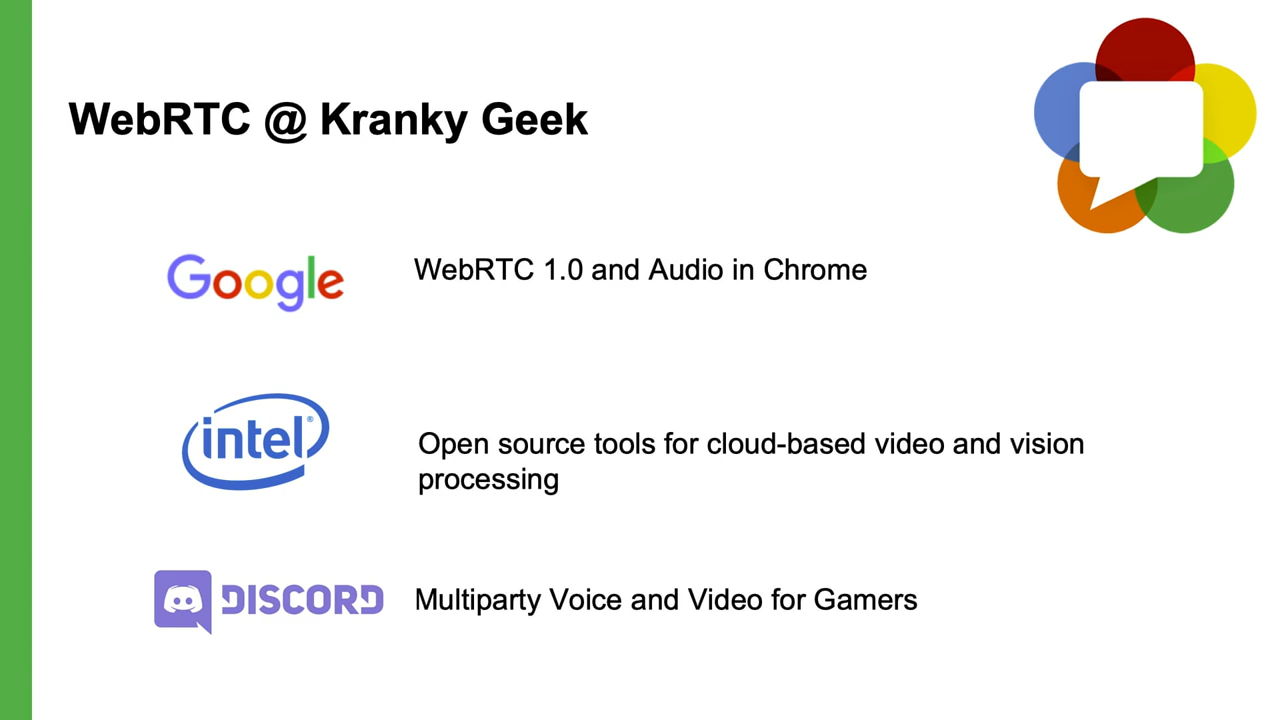 WebRTC @ Kranky Geek
Google
WebRTC 1.0 and Audio in Chrome
intel®
Open source tools for cloud-based video and vision
processing
DISCORD
Multiparty Voice and Video for Gamers